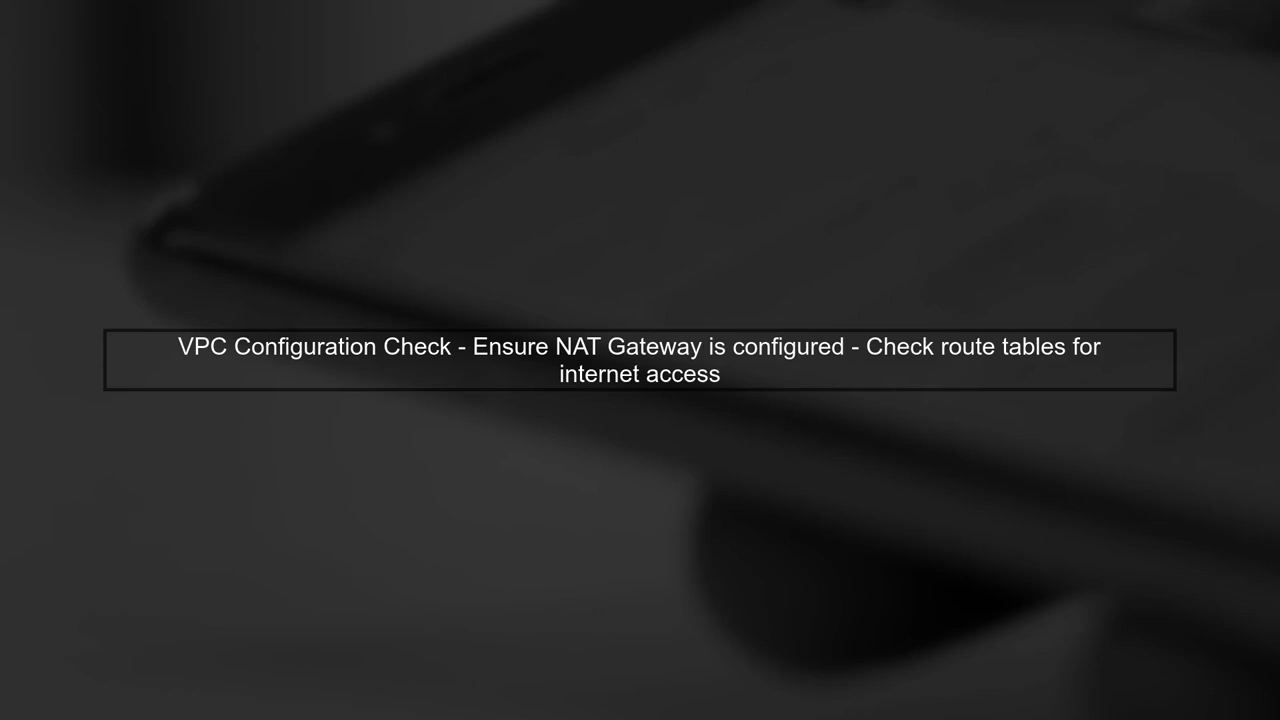 VPC Configuration Check - Ensure NAT Gateway is configured - Check route tables for
internet access